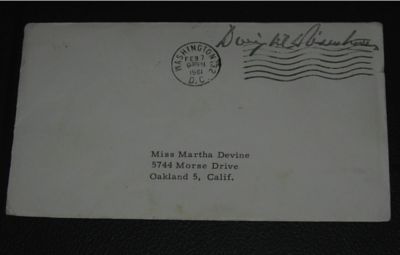 Dwight D Eisenhower
WASHINGTON
FEB 7
1961
D.C.
Miss Martha Devine
5744 Morse Drive
Oakland 5, Calif.